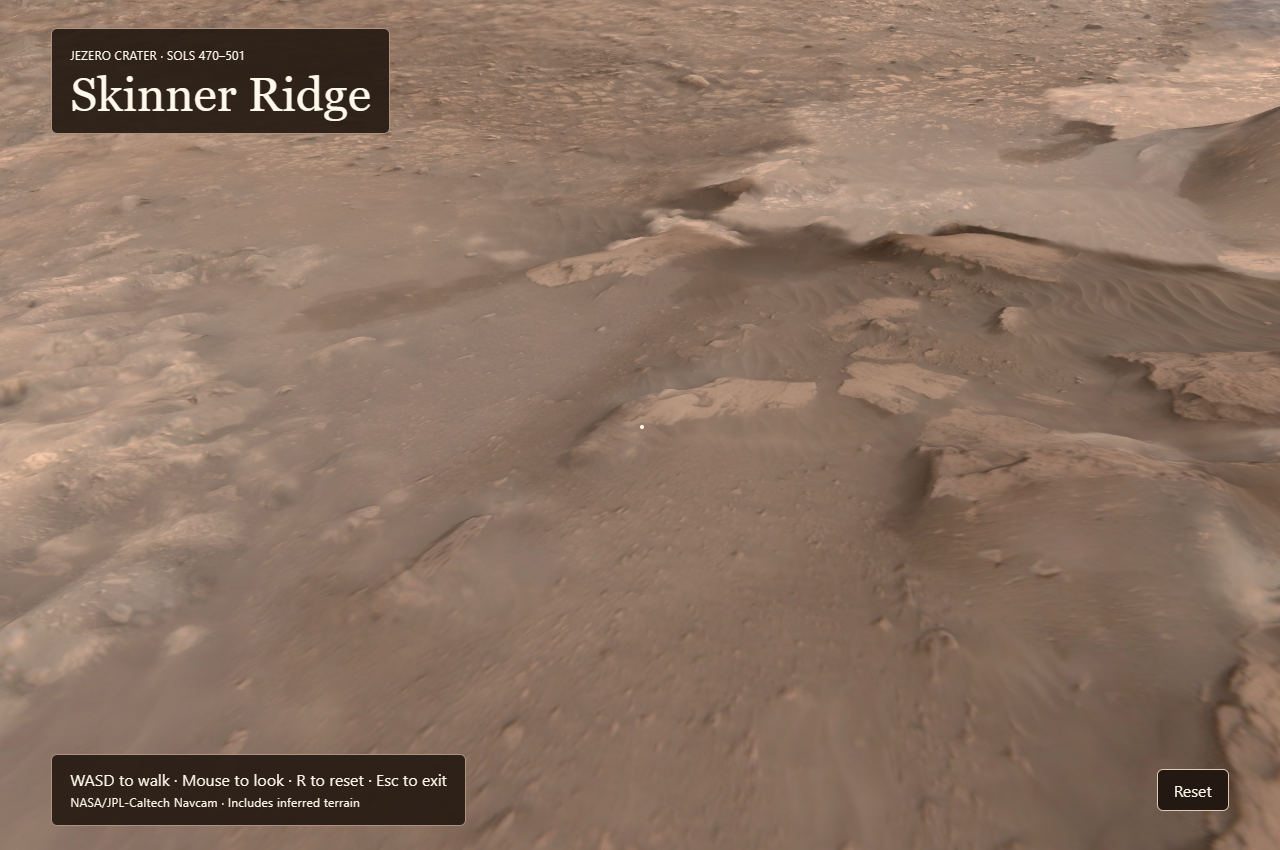 JEZERO CRATER · SOLS 470–501
Skinner Ridge
WASD to walk · Mouse to look · R to reset · Esc to exit
NASA/JPL-Caltech Navcam · Includes inferred terrain
Reset